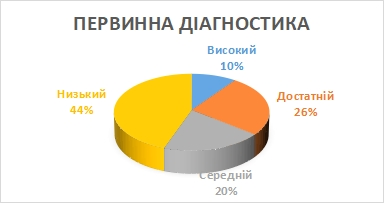 ПЕРВИННА ДІАГНОСТИКА
Високий
10%
Достатній
26%
Середній
20%
Низький
44%